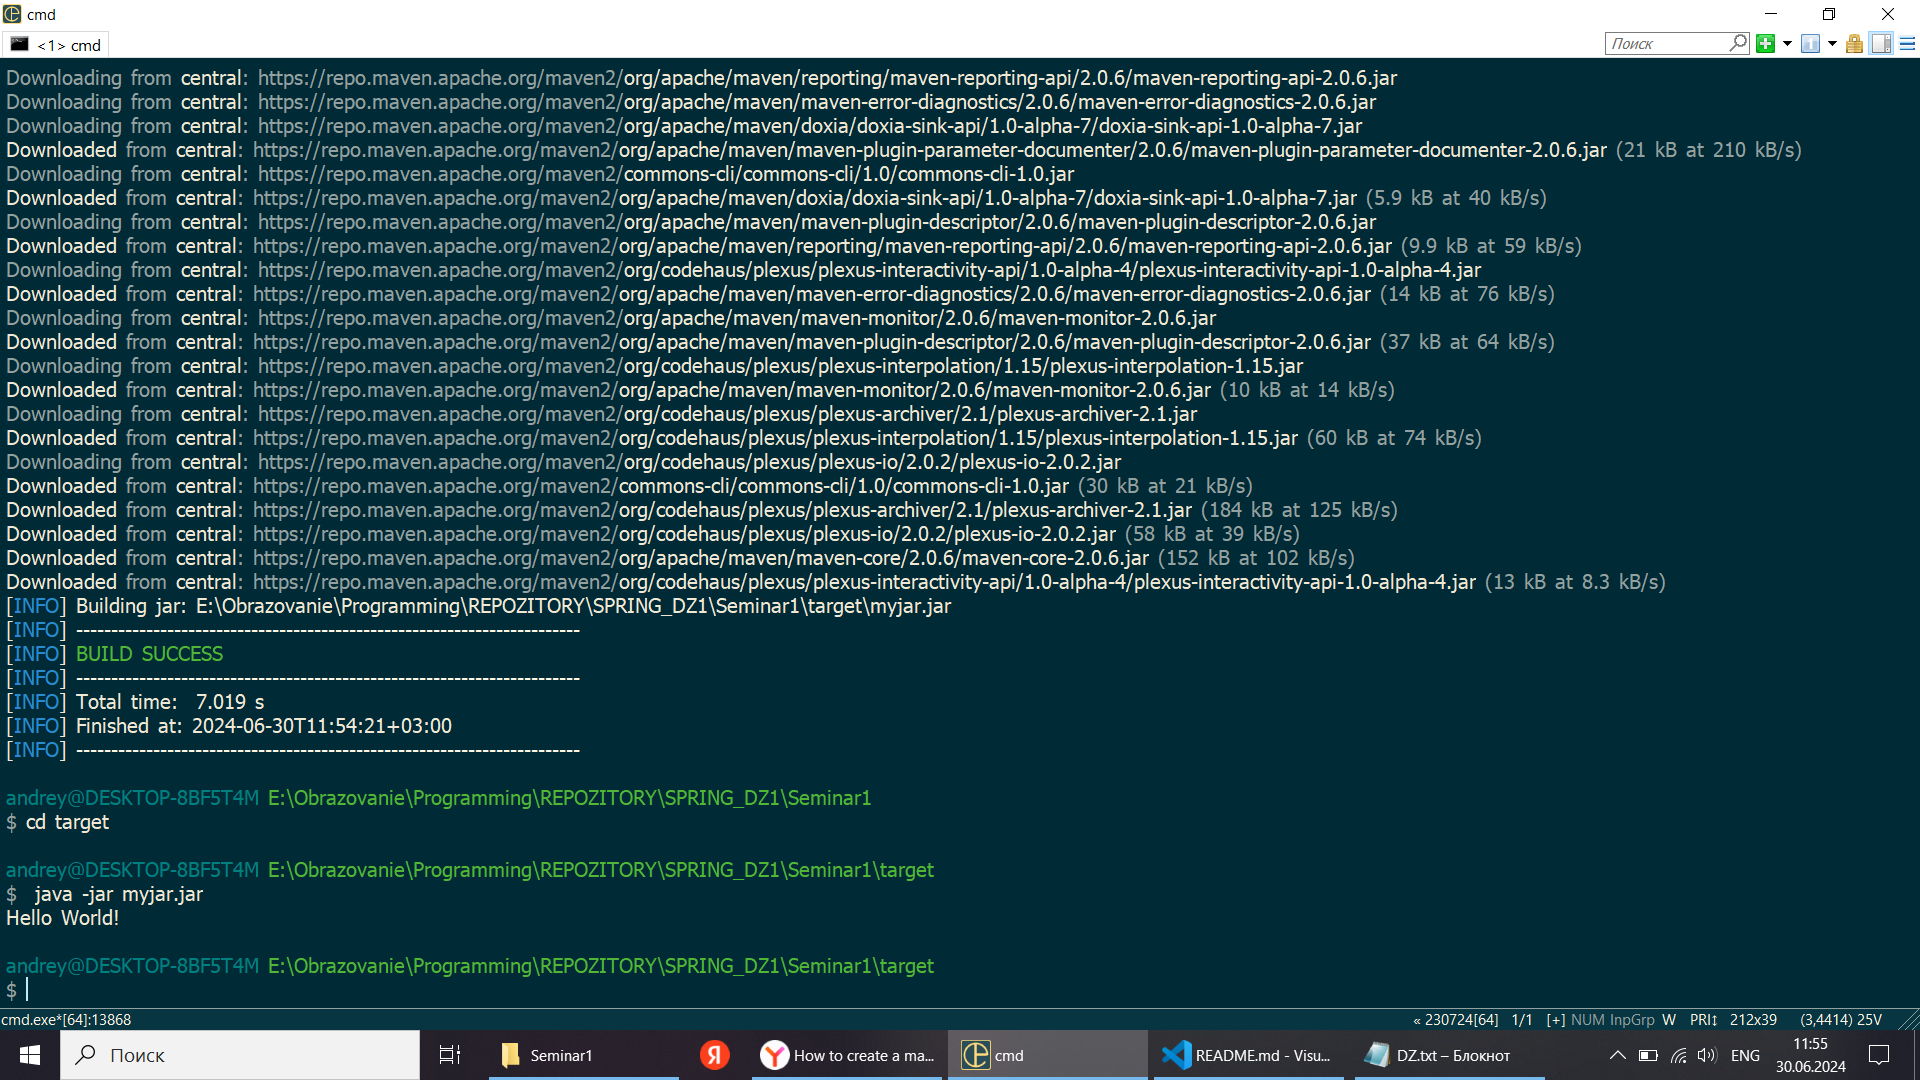 cmd
<1> cmd
Поиск
Downloading from central: https://repo.maven.apache.org/maven2/org/apache/maven/reporting/maven-reporting-api/2.0.6/maven-reporting-api-2.0.6.jar
Downloading from central: https://repo.maven.apache.org/maven2/org/apache/maven/maven-error-diagnostics/2.0.6/maven-error-diagnostics-2.0.6.jar
Downloading from central: https://repo.maven.apache.org/maven2/org/apache/maven/doxia/doxia-sink-api/1.0-alpha-7/doxia-sink-api-1.0-alpha-7.jar
Downloaded from central: https://repo.maven.apache.org/maven2/org/apache/maven/maven-plugin-parameter-documenter/2.0.6/maven-plugin-parameter-documenter-2.0.6.jar (21 kB at 210 kB/s)
Downloading from central: https://repo.maven.apache.org/maven2/commons-cli/commons-cli/1.0/commons-cli-1.0.jar
Downloaded from central: https://repo.maven.apache.org/maven2/org/apache/maven/doxia/doxia-sink-api/1.0-alpha-7/doxia-sink-api-1.0-alpha-7.jar (5.9 kB at 40 kB/s)
Downloading from central: https://repo.maven.apache.org/maven2/org/apache/maven/maven-plugin-descriptor/2.0.6/maven-plugin-descriptor-2.0.6.jar
Downloaded from central: https://repo.maven.apache.org/maven2/org/apache/maven/reporting/maven-reporting-api/2.0.6/maven-reporting-api-2.0.6.jar (9.9 kB at 59 kB/s)
Downloading from central: https://repo.maven.apache.org/maven2/org/codehaus/plexus/plexus-interactivity-api/1.0-alpha-4/plexus-interactivity-api-1.0-alpha-4.jar
Downloaded from central: https://repo.maven.apache.org/maven2/org/apache/maven/maven-error-diagnostics/2.0.6/maven-error-diagnostics-2.0.6.jar (14 kB at 76 kB/s)
Downloading from central: https://repo.maven.apache.org/maven2/org/apache/maven/maven-monitor/2.0.6/maven-monitor-2.0.6.jar
Downloaded from central: https://repo.maven.apache.org/maven2/org/apache/maven/maven-plugin-descriptor/2.0.6/maven-plugin-descriptor-2.0.6.jar (37 kB at 64 kB/s)
Downloading from central: https://repo.maven.apache.org/maven2/org/codehaus/plexus/plexus-interpolation/1.15/plexus-interpolation-1.15.jar
Downloaded from central: https://repo.maven.apache.org/maven2/org/apache/maven/maven-monitor/2.0.6/maven-monitor-2.0.6.jar (10 kB at 14 kB/s)
Downloading from central: https://repo.maven.apache.org/maven2/org/codehaus/plexus/plexus-archiver/2.1/plexus-archiver-2.1.jar
Downloaded from central: https://repo.maven.apache.org/maven2/org/codehaus/plexus/plexus-interpolation/1.15/plexus-interpolation-1.15.jar (60 kB at 74 kB/s)
Downloading from central: https://repo.maven.apache.org/maven2/org/codehaus/plexus/plexus-io/2.0.2/plexus-io-2.0.2.jar
Downloaded from central: https://repo.maven.apache.org/maven2/commons-cli/commons-cli/1.0/commons-cli-1.0.jar (30 kB at 21 kB/s)
Downloaded from central: https://repo.maven.apache.org/maven2/org/codehaus/plexus/plexus-archiver/2.1/plexus-archiver-2.1.jar (184 kB at 125 kB/s)
Downloaded from central: https://repo.maven.apache.org/maven2/org/codehaus/plexus/plexus-io/2.0.2/plexus-io-2.0.2.jar (58 kB at 39 kB/s)
Downloaded from central: https://repo.maven.apache.org/maven2/org/apache/maven/maven-core/2.0.6/maven-core-2.0.6.jar (152 kB at 102 kB/s)
Downloaded from central: https://repo.maven.apache.org/maven2/org/codehaus/plexus/plexus-interactivity-api/1.0-alpha-4/plexus-interactivity-api-1.0-alpha-4.jar (13 kB at 8.3 kB/s)
[INFO] Building jar: E:\Obrazovanie\Programming\REPOZITORY\SPRING_DZ1\Seminar1\target\myjar.jar
[INFO] ------------------------------------------------------------------------
[INFO] BUILD SUCCESS
[INFO] ------------------------------------------------------------------------
[INFO] Total time:  7.019 s
[INFO] Finished at: 2024-06-30T11:54:21+03:00
[INFO] ------------------------------------------------------------------------
andrey@DESKTOP-8BF5T4M E:\Obrazovanie\Programming\REPOZITORY\SPRING_DZ1\Seminar1
$ cd target
andrey@DESKTOP-8BF5T4M E:\Obrazovanie\Programming\REPOZITORY\SPRING_DZ1\Seminar1\target
$  java -jar myjar.jar
Hello World!
andrey@DESKTOP-8BF5T4M E:\Obrazovanie\Programming\REPOZITORY\SPRING_DZ1\Seminar1\target
$
cmd.exe*[64]:13868 « 230724[64] 1/1 [+] NUM InpGrp W PRI↕ 212x39 (3,4414) 25V
Поиск Seminar1 Я How to create a ma... cmd README.md - Visu... DZ.txt – Блокнот ENG 11:55
30.06.2024